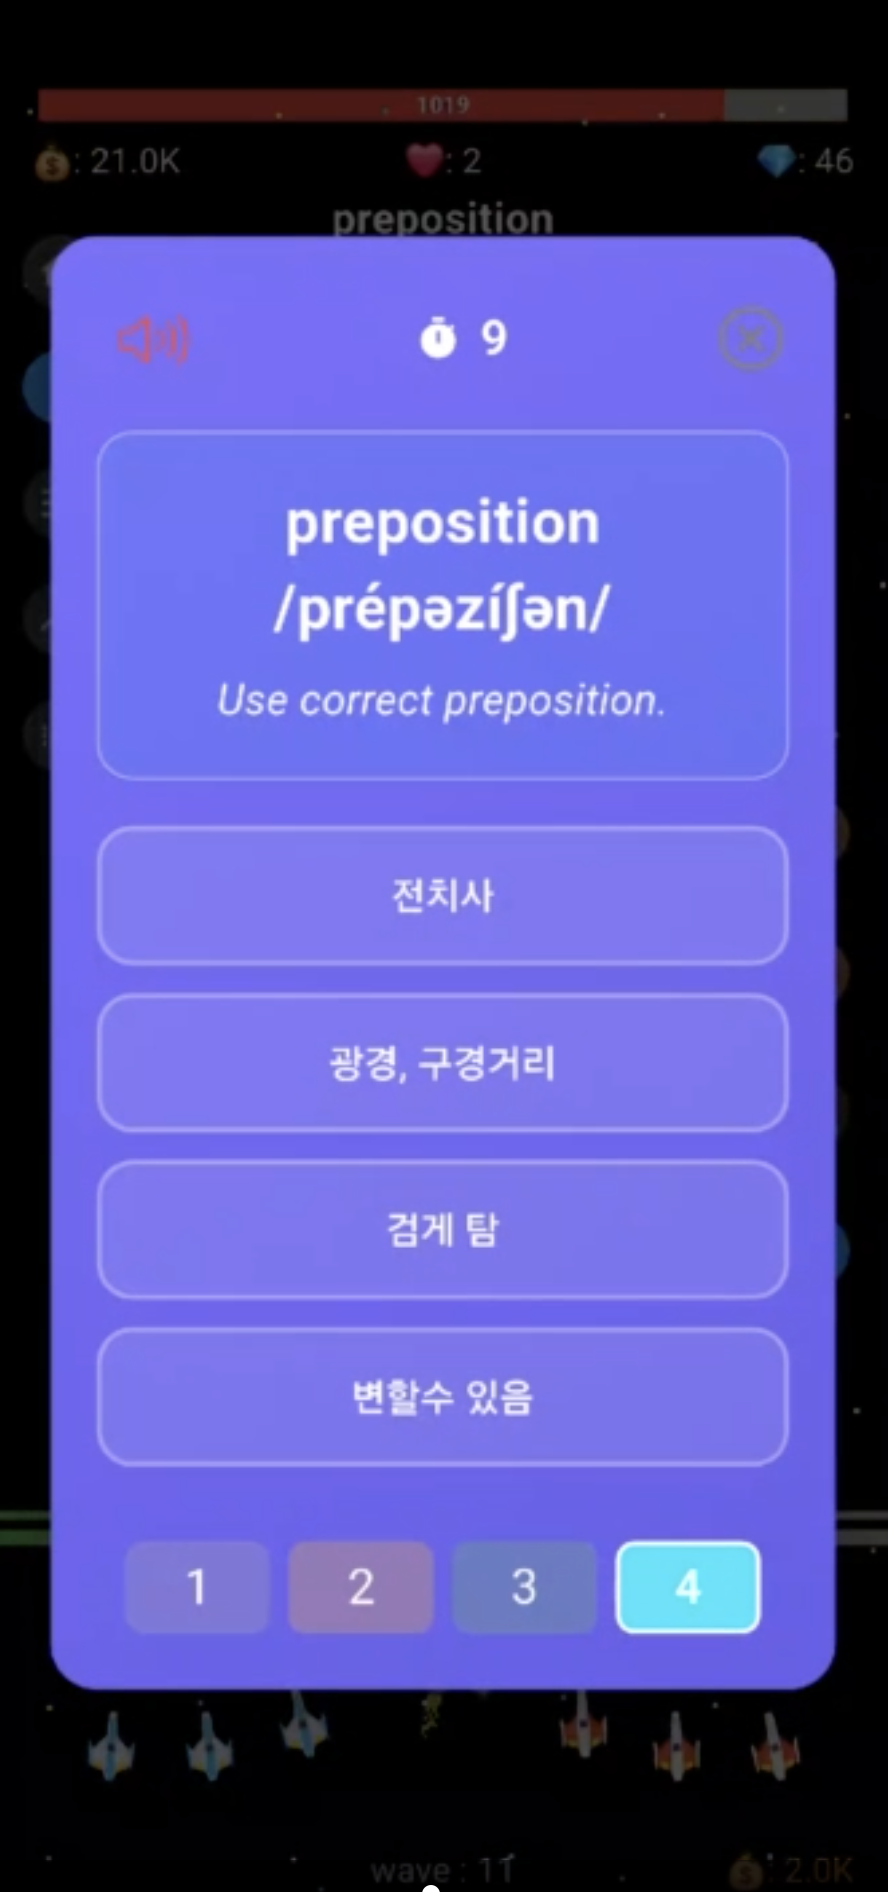 1019
: 21.0K
: 2
: 46
preposition
9
preposition
/prépəzíʃən/
Use correct preposition.
전치사
광경, 구경거리
검게 탐
변할수 있음
1
2
3
4
wave : 11
: 2.0K